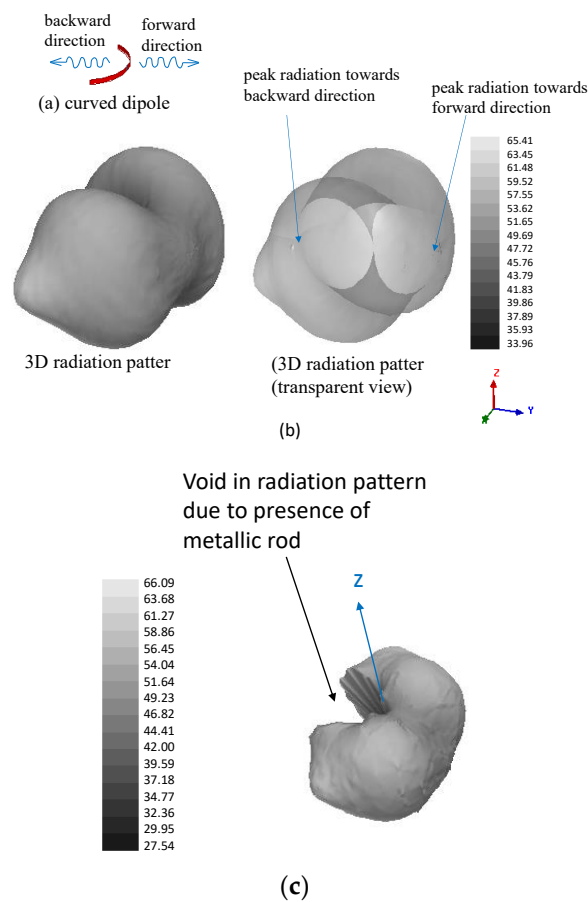 backward
direction
forward
direction
(a) curved dipole
peak radiation towards
backward direction
peak radiation towards
forward direction
65.41
63.45
61.48
59.52
57.55
53.62
51.65
49.69
47.72
45.76
43.79
41.83
39.86
37.89
35.93
33.96
3D radiation patter
(3D radiation patter
(transparent view)
Z
Y
(b)
Void in radiation pattern
due to presence of
metallic rod
Z
66.09
63.68
61.27
58.86
56.45
54.04
51.64
49.23
46.82
44.41
42.00
39.59
37.18
34.77
32.36
29.95
27.54
(c)